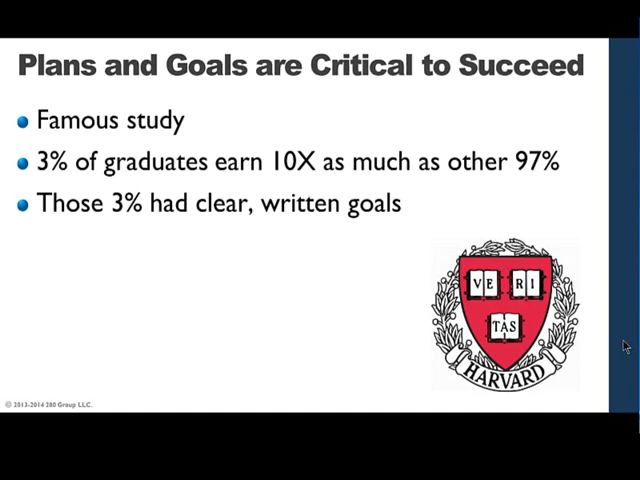 Plans and Goals are Critical to Succeed
Famous study
3% of graduates earn 10X as much as other 97%
Those 3% had clear, written goals
VE RI
TAS
HARVARD
© 2013-2014 280 Group LLC.